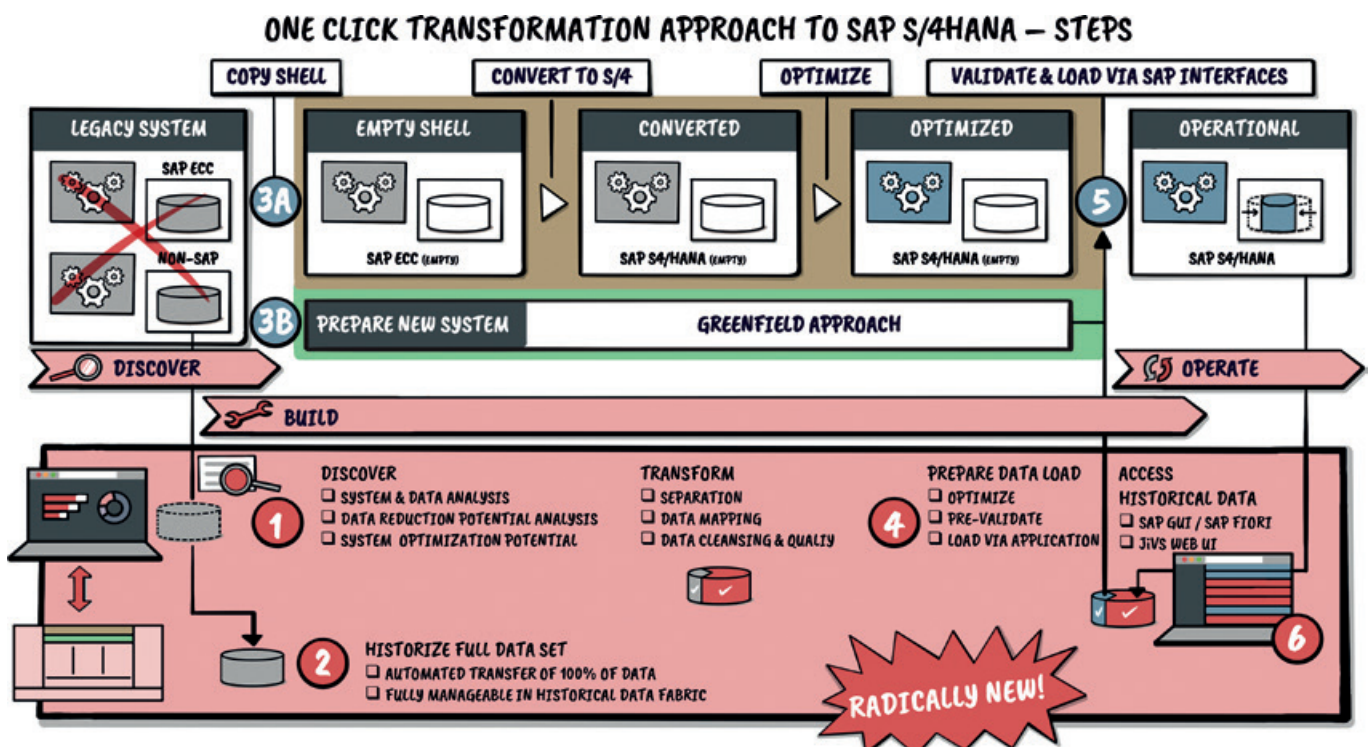 ONE CLICK TRANSFORMATION APPROACH TO SAP S/4HANA – STEPS
COPY SHELL
CONVERT TO S/4
OPTIMIZE
VALIDATE & LOAD VIA SAP INTERFACES
LEGACY SYSTEM
SAP ECC
NON-SAP
3A
EMPTY SHELL
SAP ECC (EMPTY)
CONVERTED
SAP S4/HANA (EMPTY)
OPTIMIZED
SAP S4/HANA (EMPTY)
5
OPERATIONAL
SAP S4/HANA
3B
PREPARE NEW SYSTEM
GREENFIELD APPROACH
DISCOVER
OPERATE
BUILD
1
DISCOVER
SYSTEM & DATA ANALYSIS
DATA REDUCTION POTENTIAL ANALYSIS
SYSTEM OPTIMIZATION POTENTIAL
TRANSFORM
SEPARATION
DATA MAPPING
DATA CLEANSING & QUALIY
4
PREPARE DATA LOAD
OPTIMIZE
PRE-VALIDATE
LOAD VIA APPLICATION
ACCESS
HISTORICAL DATA
SAP GUI / SAP FIORI
JiVS WEB UI
2
HISTORIZE FULL DATA SET
AUTOMATED TRANSFER OF 100% OF DATA
FULLY MANAGEABLE IN HISTORICAL DATA FABRIC
6
RADICALLY NEW!